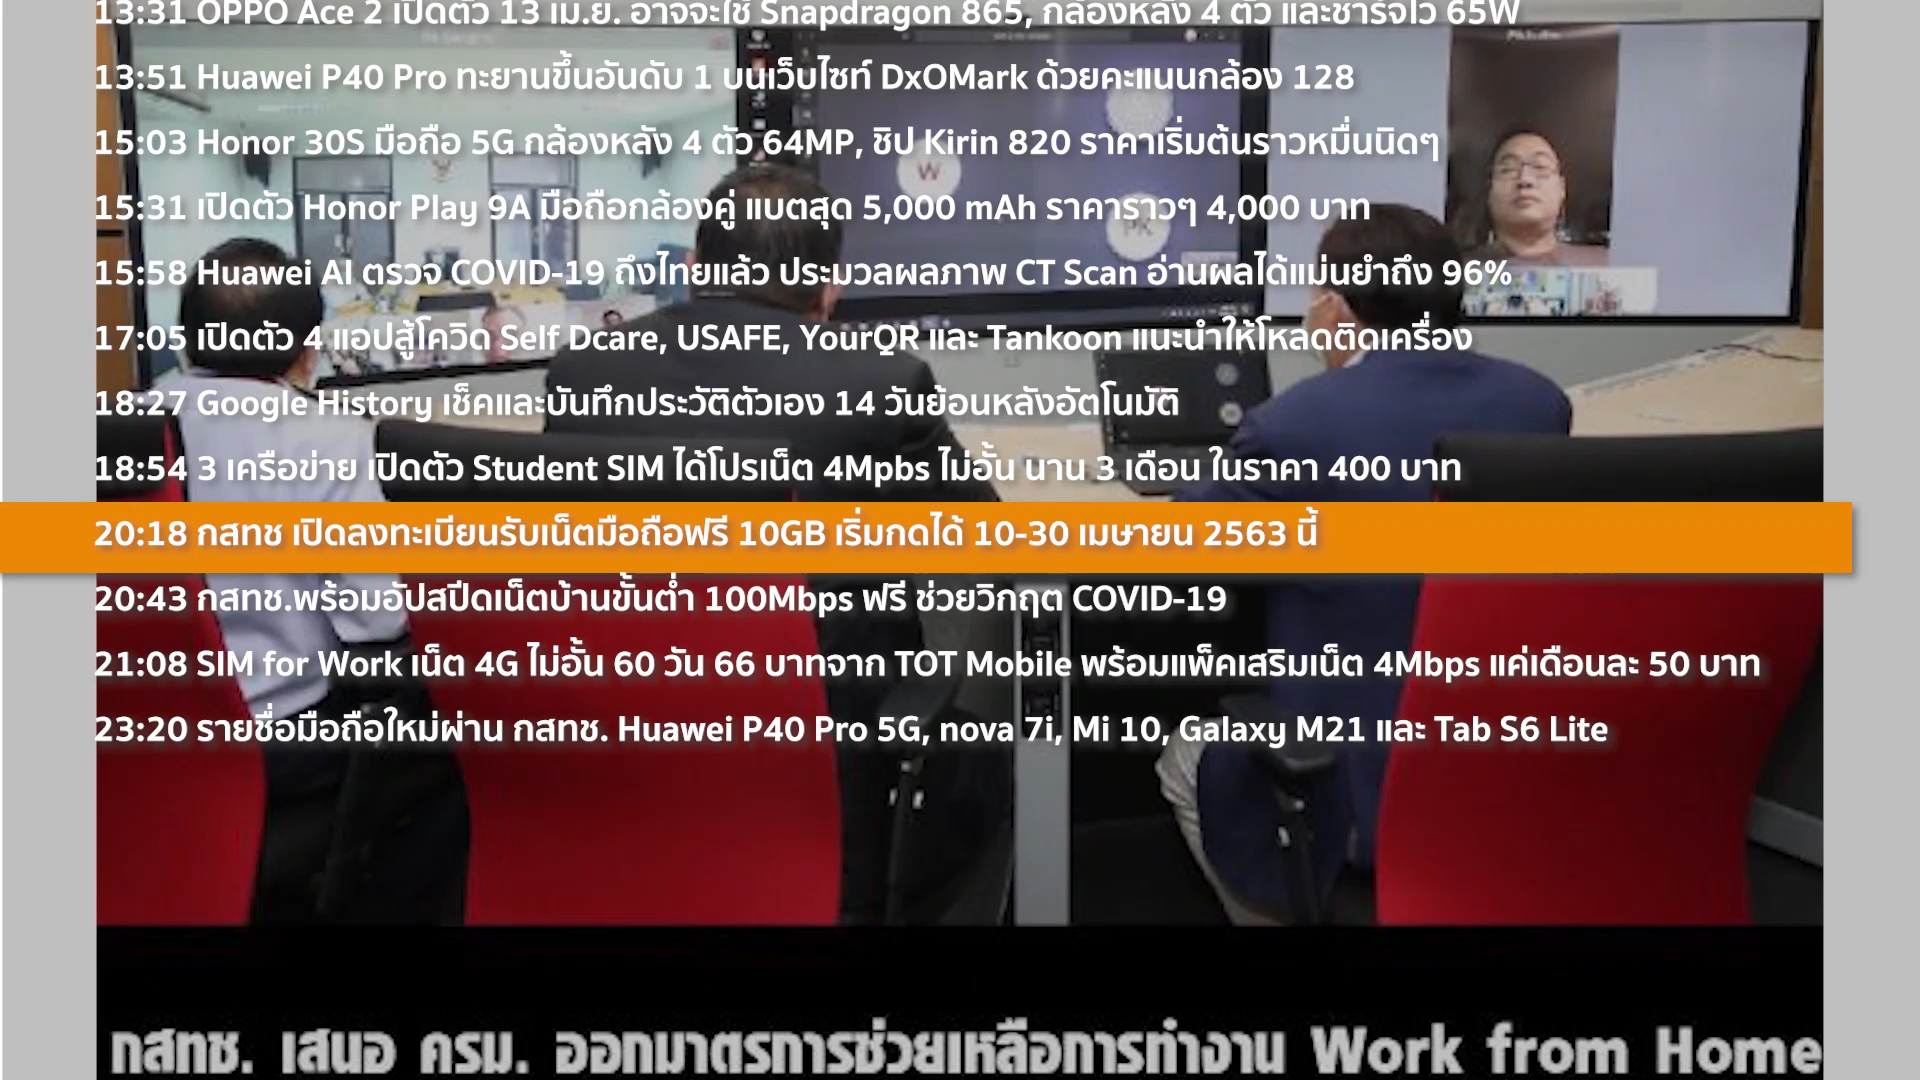 13:31 OPPO Ace 2 เปิดตัว 13 เม.ย. อาจจะใช้ Snapdragon 865, กล้องหลัง 4 ตัว และชาร์จไว 65W
13:51 Huawei P40 Pro ทะยานขึ้นอันดับ 1 บนเว็บไซท์ DxOMark ด้วยคะแนนกล้อง 128
15:03 Honor 30S มือถือ 5G กล้องหลัง 4 ตัว 64MP, ชิป Kirin 820 ราคาเริ่มต้นราวหมื่นนิดๆ
W
15:31 เปิดตัว Honor Play 9A มือถือกล้องคู่ แบตสุด 5,000 mAh ราคาราวๆ 4,000 บาท
PK
15:58 Huawei AI ตรวจ COVID-19 ถึงไทยแล้ว ประมวลผลภาพ CT Scan อ่านผลได้แม่นยำถึง 96%
17:05 เปิดตัว 4 แอปสู้โควิด Self Dcare, USAFE, YourQR และ Tankoon แนะนำให้โหลดติดเครื่อง
18:27 Google History เช็คและบันทึกประวัติตัวเอง 14 วันย้อนหลังอัตโนมัติ
18:54 3 เครือข่าย เปิดตัว Student SIM ได้โปรเน็ต 4Mpbs ไม่อั้น นาน 3 เดือน ในราคา 400 บาท
20:18 กสทช เปิดลงทะเบียนรับเน็ตมือถือฟรี 10GB เริ่มกดได้ 10-30 เมษายน 2563 นี้
20:43 กสทช.พร้อมอัปสปีดเน็ตบ้านขั้นต่ำ 100Mbps ฟรี ช่วยวิกฤต COVID-19
21:08 SIM for Work เน็ต 4G ไม่อั้น 60 วัน 66 บาทจาก TOT Mobile พร้อมแพ็คเสริมเน็ต 4Mbps แค่เดือนละ 50 บาท
23:20 รายชื่อมือถือใหม่ผ่าน กสทช. Huawei P40 Pro 5G, nova 7i, Mi 10, Galaxy M21 และ Tab S6 Lite
กสทช. เสนอ ครม. ออกมาตรการช่วยเหลือการทำงาน Work from Home